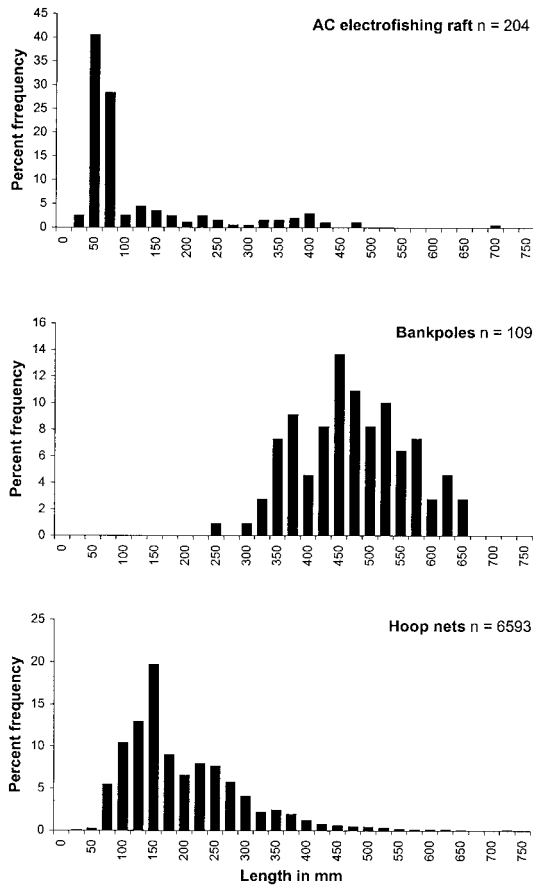 AC electrofishing raft n = 204
Percent frrequency
45
40
35
30
25
20
15
10
5
0
0 50 100 150 200 250 300 350 400 450 500 550 600 650 700 750
Bankpoles n = 109
Percent frequency
16
14
12
10
8
6
4
2
0
0 50 100 150 200 250 300 350 400 450 500 550 600 650 700 750
Hoop nets n = 6593
Percent frequency
25
20
15
10
5
0
0 50 100 150 200 250 300 350 400 450 500 550 600 650 700 750
Length in mm